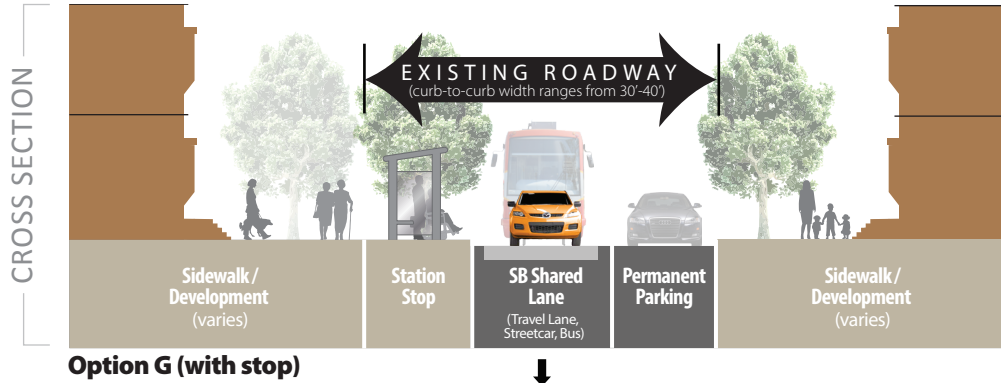 CROSS SECTION
EXISTING ROADWAY
(curb-to-curb width ranges from 30'-40')
Sidewalk /
Development
(varies)
Station
Stop
SB Shared
Lane
(Travel Lane,
Streetcar, Bus)
Permanent
Parking
Sidewalk /
Development
(varies)
Option G (with stop)